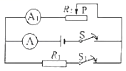 A₁ R₂ P
A S
R₁ S₁